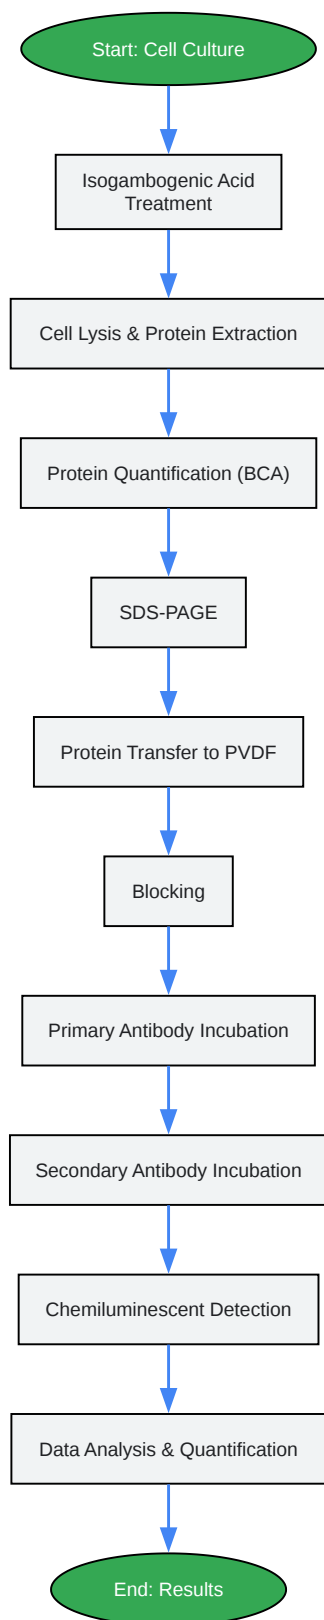 Start: Cell Culture
Isogambogenic Acid
Treatment
Cell Lysis & Protein Extraction
Protein Quantification (BCA)
SDS-PAGE
Protein Transfer to PVDF
Blocking
Primary Antibody Incubation
Secondary Antibody Incubation
Chemiluminescent Detection
Data Analysis & Quantification
End: Results